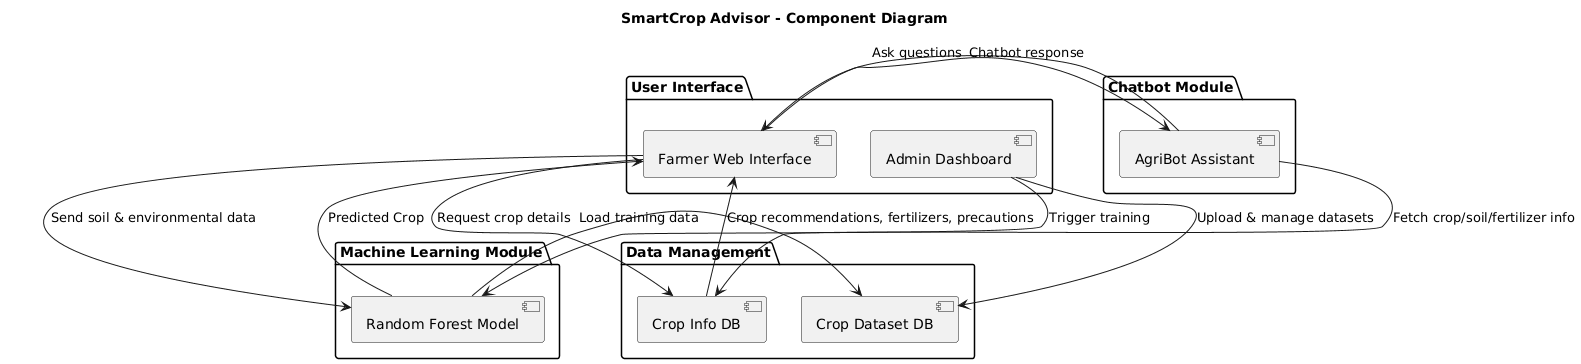 SmartCrop Advisor - Component Diagram
Ask questions
Chatbot response
User Interface
Chatbot Module
Farmer Web Interface
Admin Dashboard
AgriBot Assistant
Send soil & environmental data
Predicted Crop
Request crop details
Load training data
Crop recommendations, fertilizers, precautions
Trigger training
Upload & manage datasets
Fetch crop/soil/fertilizer info
Machine Learning Module
Data Management
Random Forest Model
Crop Info DB
Crop Dataset DB